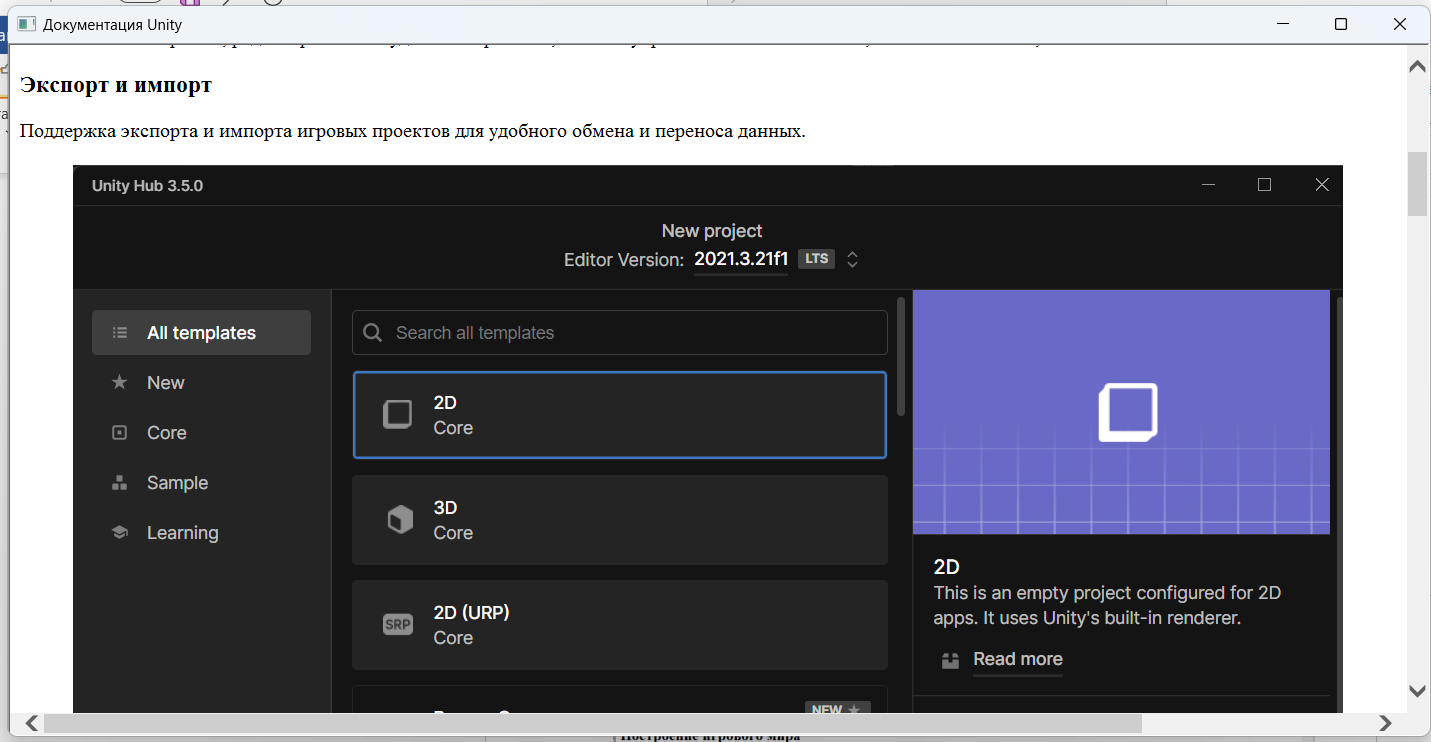 Документация Unity
Экспорт и импорт
Поддержка экспорта и импорта игровых проектов для удобного обмена и переноса данных.
Unity Hub 3.5.0
New project
Editor Version: 2021.3.21f1 LTS
All templates
New
Core
Sample
Learning
Search all templates
2D
Core
3D
Core
SRP
2D (URP)
Core
NEW
2D
This is an empty project configured for 2D
apps. It uses Unity's built-in renderer.
Read more
Построение игрового мира